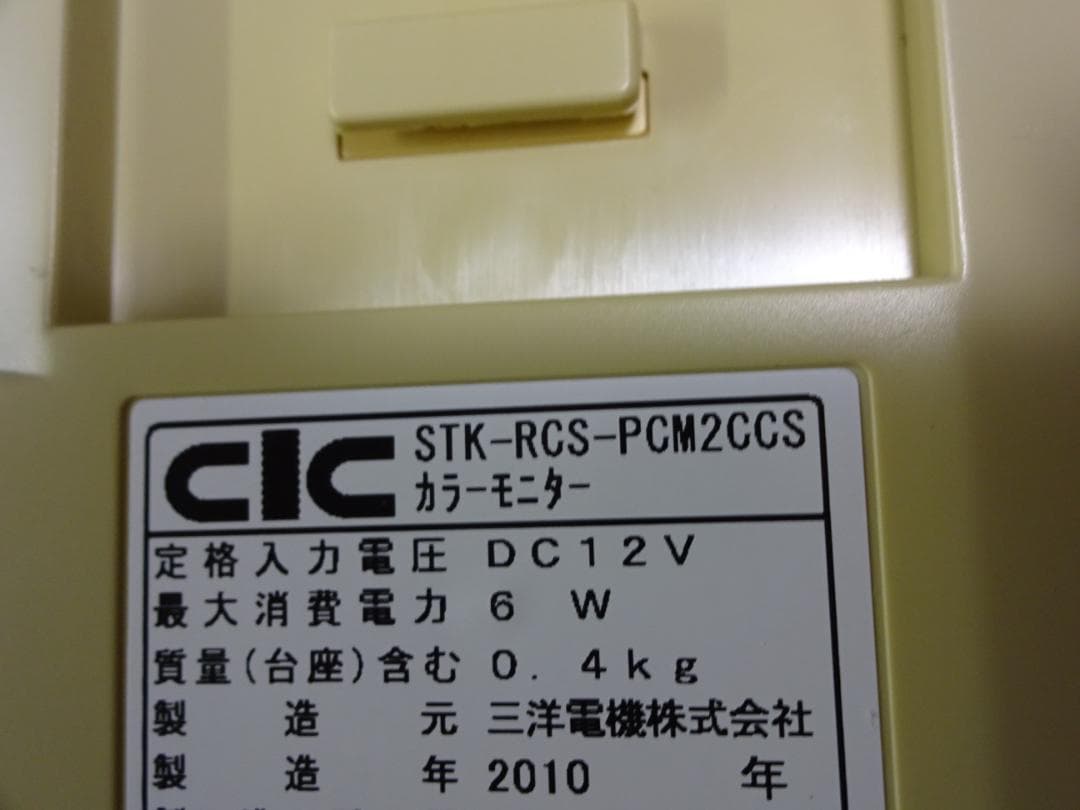 CIC
STK-RCS-PCM2CCS
カラーモニター
定格入力電圧 DC12V
最大消費電力 6 W
質量(台座)含む 0.4kg
製造元 三洋電機株式会社
製造年 2010 年